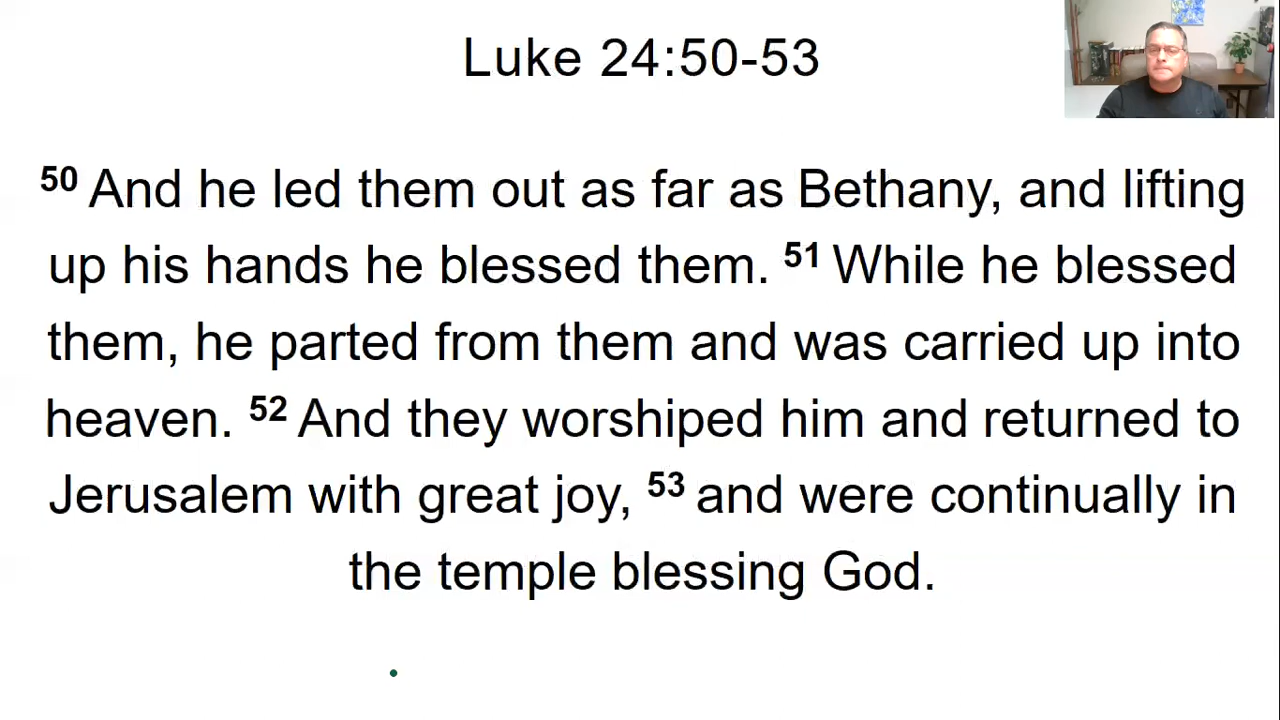 Luke 24:50-53
50 And he led them out as far as Bethany, and lifting
up his hands he blessed them. 51 While he blessed
them, he parted from them and was carried up into
heaven. 52 And they worshiped him and returned to
Jerusalem with great joy, 53 and were continually in
the temple blessing God.